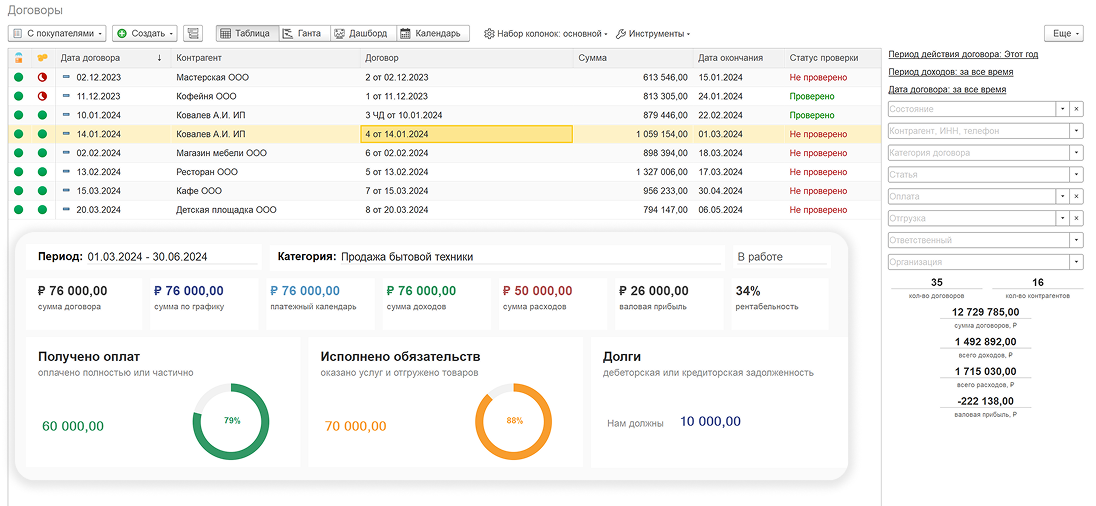 Договоры
С покупателями Создать Таблица Ганта Дашборд Календарь Набор колонок: основной Инструменты Еще
Дата договора ↓ Контрагент Договор Сумма Дата окончания Статус проверки
02.12.2023 Мастерская ООО 2 от 02.12.2023 613 546,00 15.01.2024 Не проверено
11.12.2023 Кофейня ООО 1 от 11.12.2023 813 305,00 24.01.2024 Проверено
10.01.2024 Ковалев А.И. ИП 3 ЧД от 10.01.2024 879 446,00 22.02.2024 Проверено
14.01.2024 Ковалев А.И. ИП 4 от 14.01.2024 1 059 154,00 01.03.2024 Не проверено
02.02.2024 Магазин мебели ООО 6 от 02.02.2024 898 394,00 18.03.2024 Не проверено
13.02.2024 Ресторан ООО 5 от 13.02.2024 1 327 006,00 17.03.2024 Не проверено
15.03.2024 Кафе ООО 7 от 15.03.2024 956 233,00 30.04.2024 Не проверено
20.03.2024 Детская площадка ООО 8 от 20.03.2024 794 147,00 06.05.2024 Не проверено
Период: 01.03.2024 - 30.06.2024 Категория: Продажа бытовой техники В работе
₽ 76 000,00 ₽ 76 000,00 ₽ 76 000,00 ₽ 76 000,00 ₽ 50 000,00 ₽ 26 000,00 34%
сумма договора сумма по графику платежный календарь сумма доходов сумма расходов валовая прибыль рентабельность
Получено оплат
оплачено полностью или частично
60 000,00
79%
Исполнено обязательств
оказано услуг и отгружено товаров
70 000,00
88%
Долги
дебеторская или кредиторская задолженность
Нам должны 10 000,00
Период действия договора: Этот год
Период доходов: за все время
Дата договора: за все время
Состояние
Контрагент, ИНН, телефон
Категория договора
Статья
Оплата
Отгрузка
Ответственный
Организация
35 16
кол-во договоров кол-во контрагентов
12 729 785,00
сумма договоров, ₽
1 492 892,00
всего доходов, ₽
1 715 030,00
всего расходов, ₽
-222 138,00
валовая прибыль, ₽